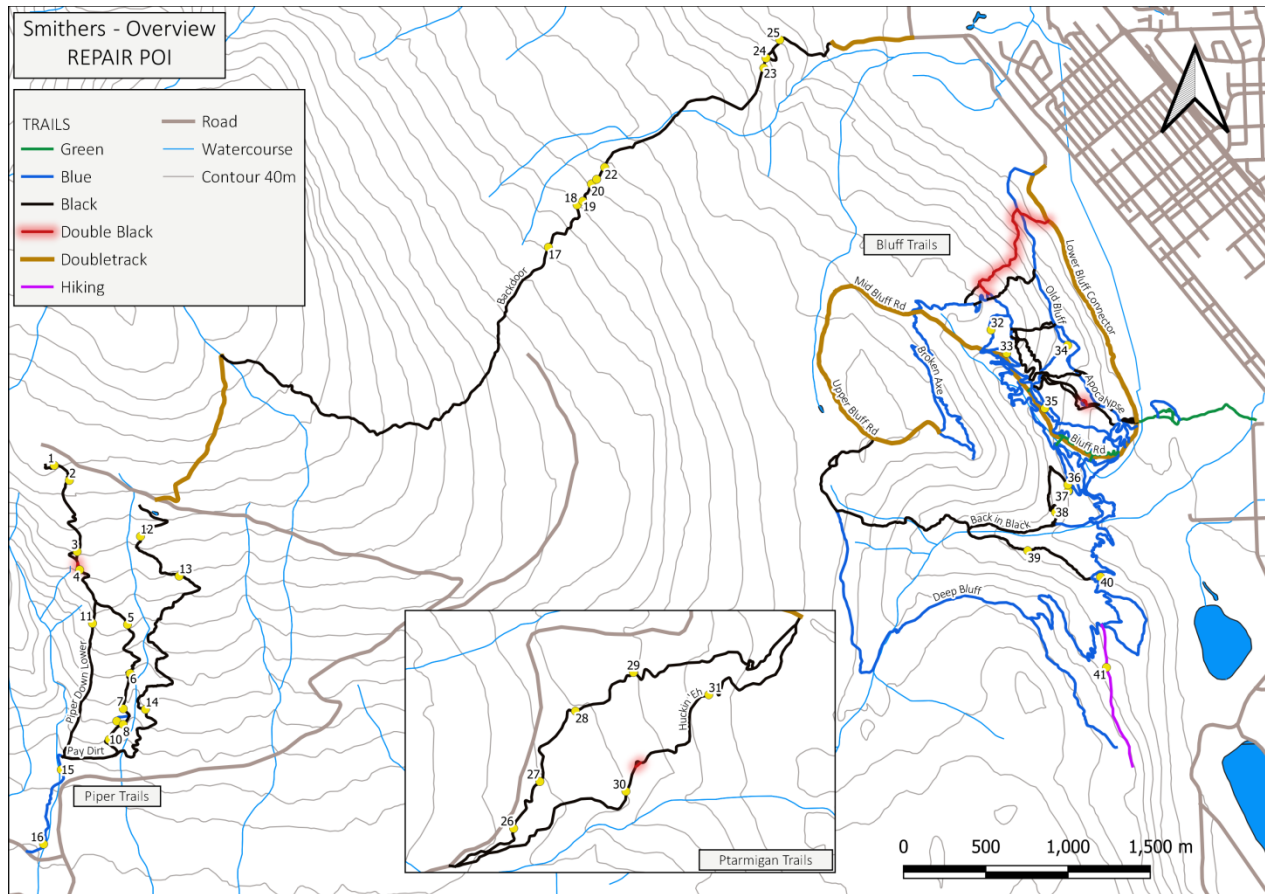 Smithers - Overview
REPAIR POI
TRAILS
Green
Blue
Black
Double Black
Doubletrack
Hiking
Road
Watercourse
Contour 40m
25
24
23
22
20
18
19
17
Backdoor
Bluff Trails
Mid Bluff Rd
Lower Bluff Connector
Old Bluff
32
33
34
Broken Axe
Apocalypse
35
Upper Bluff Rd
Bluff Rd
36
37
38
Back in Black
39
40
Deep Bluff
41
1
2
12
3
4
13
11
5
6
Piper Down Lower
7
14
8
10
Pay Dirt
15
Piper Trails
16
29
31
Huckin 'Eh
28
27
30
26
Ptarmigan Trails
0 500 1,000 1,500 m